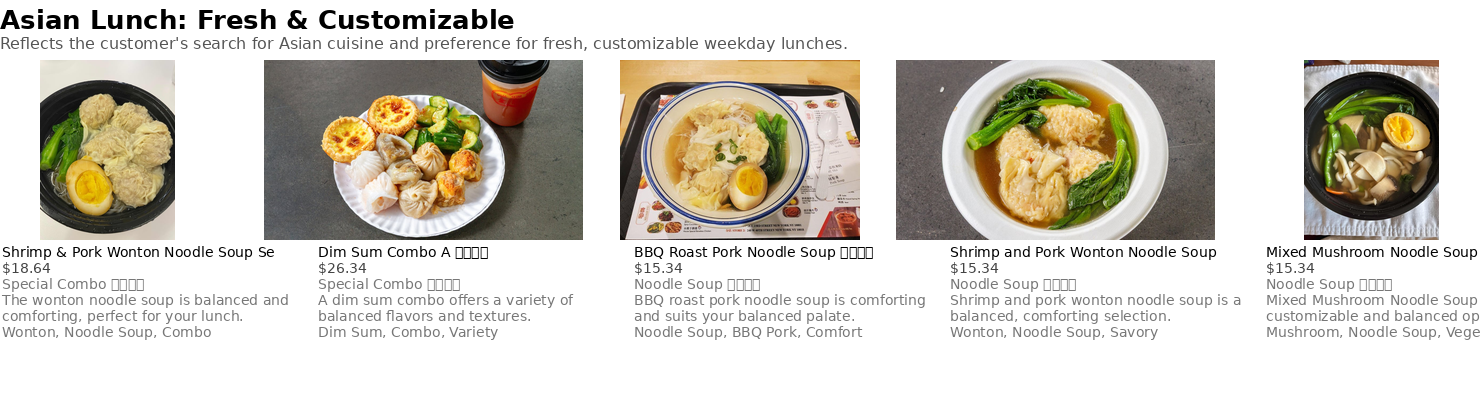 Asian Lunch: Fresh & Customizable
Reflects the customer's search for Asian cuisine and preference for fresh, customizable weekday lunches.
Shrimp & Pork Wonton Noodle Soup Se
$18.64
Special Combo
The wonton noodle soup is balanced and
comforting, perfect for your lunch.
Wonton, Noodle Soup, Combo
Dim Sum Combo A
$26.34
Special Combo
A dim sum combo offers a variety of
balanced flavors and textures.
Dim Sum, Combo, Variety
BBQ Roast Pork Noodle Soup
$15.34
Noodle Soup
BBQ roast pork noodle soup is comforting
and suits your balanced palate.
Noodle Soup, BBQ Pork, Comfort
Shrimp and Pork Wonton Noodle Soup
$15.34
Noodle Soup
Shrimp and pork wonton noodle soup is a
balanced, comforting selection.
Wonton, Noodle Soup, Savory
Mixed Mushroom Noodle Soup
$15.34
Noodle Soup
Mixed Mushroom Noodle Soup
customizable and balanced op
Mushroom, Noodle Soup, Vege